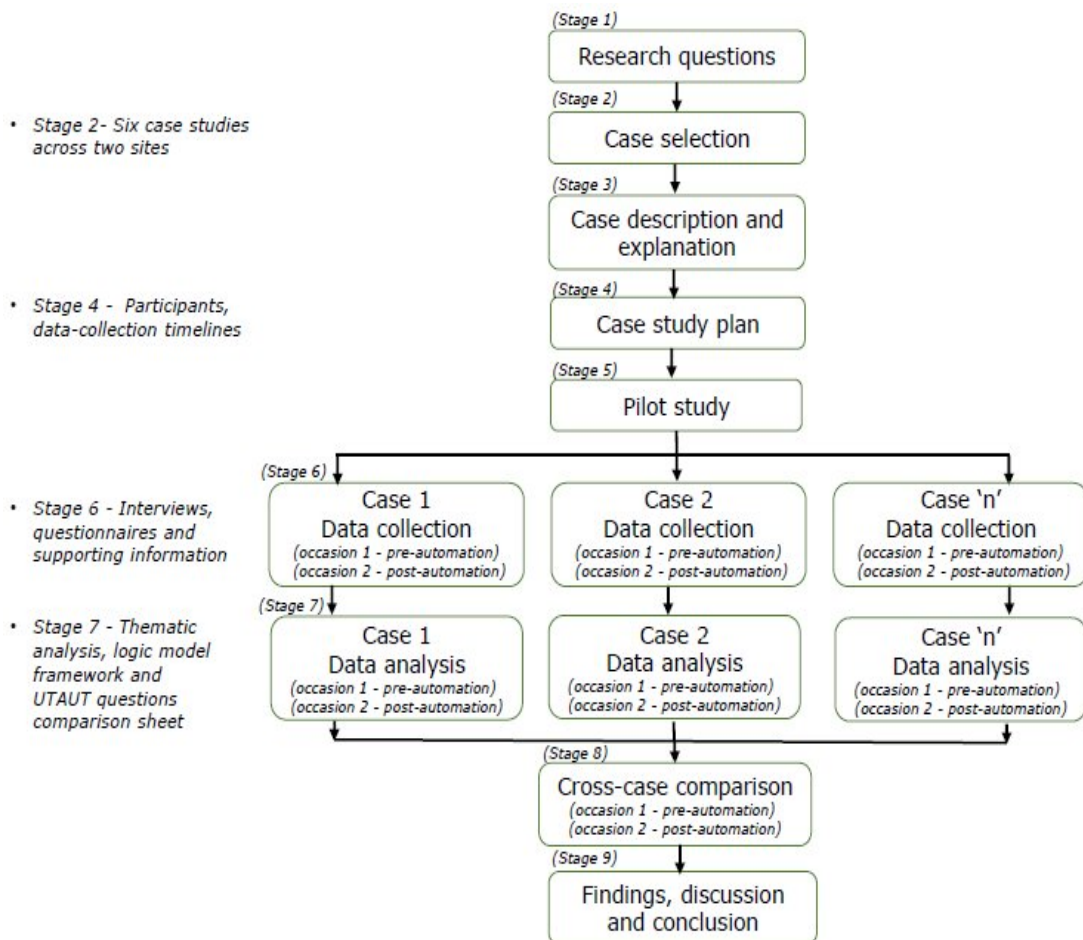 (Stage 1)
Research questions
(Stage 2)
• Stage 2- Six case studies
across two sites
Case selection
(Stage 3)
Case description and
explanation
(Stage 4)
• Stage 4 - Participants,
data-collection timelines
Case study plan
(Stage 5)
Pilot study
(Stage 6)
• Stage 6 - Interviews,
questionnaires and
supporting information
Case 1
Data collection
(occasion 1 - pre-automation)
(occasion 2 - post-automation)
Case 2
Data collection
(occasion 1 - pre-automation)
(occasion 2 - post-automation)
Case ‘n’
Data collection
(occasion 1 - pre-automation)
(occasion 2 - post-automation)
(Stage 7)
• Stage 7 - Thematic
analysis, logic model
framework and
UTAUT questions
comparison sheet
Case 1
Data analysis
(occasion 1 - pre-automation)
(occasion 2 - post-automation)
Case 2
Data analysis
(occasion 1 - pre-automation)
(occasion 2 - post-automation)
Case ‘n’
Data analysis
(occasion 1 - pre-automation)
(occasion 2 - post-automation)
(Stage 8)
Cross-case comparison
(occasion 1 - pre-automation)
(occasion 2 - post-automation)
(Stage 9)
Findings, discussion
and conclusion